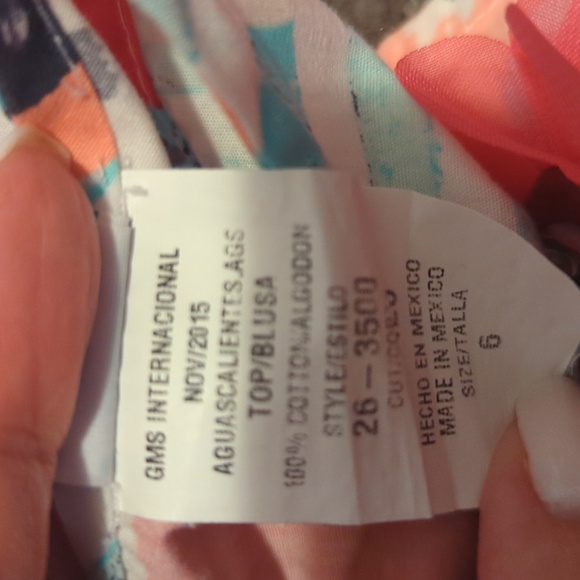 GMS INTERNACIONAL
NOV/2015
AGUASCALIENTES.AGS
TOP/BLUSA
100% COTTON/ALGODON
STYLE/ESTILO
26-3500
HECHO EN MEXICO
MADE IN MEXICO
SIZE/TALLA
6